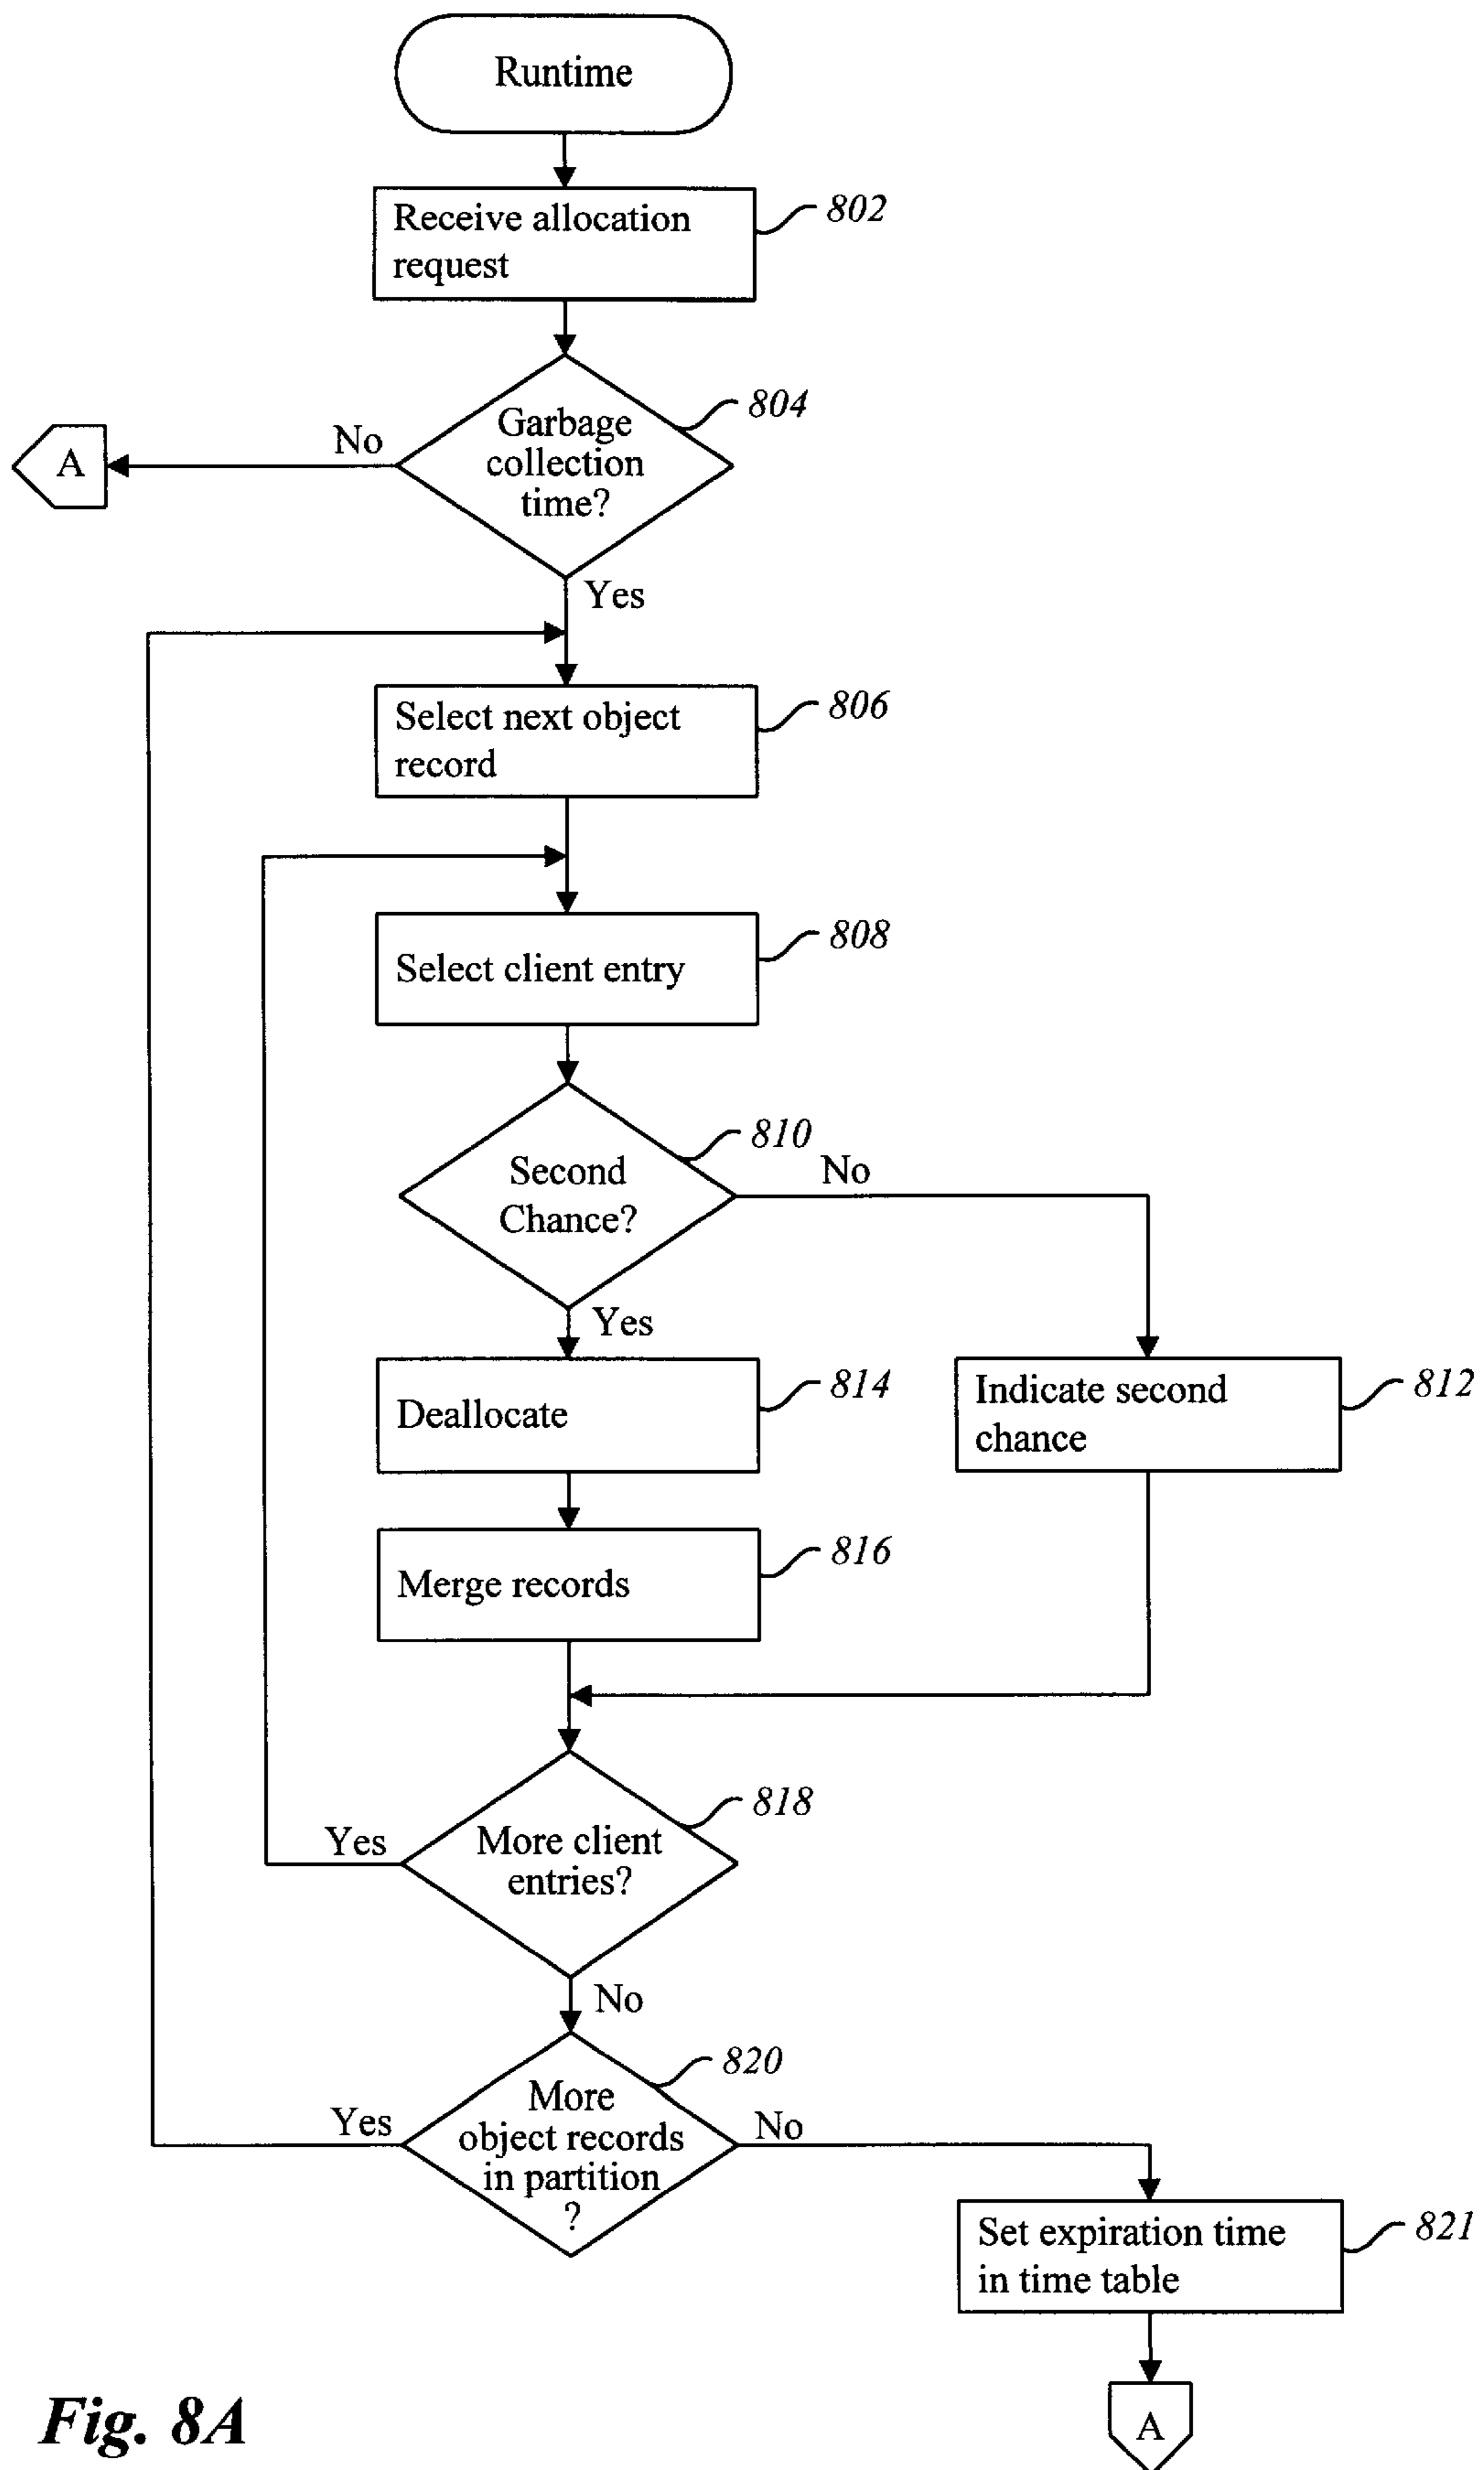 Runtime
Receive allocation
request
802
Garbage
collection
time?
804
No
A
Yes
Select next object
record
806
Select client entry
808
Second
Chance?
810
No
Yes
Deallocate
814
Indicate second
chance
812
Merge records
816
More client
entries?
818
Yes
No
More
object records
in partition
?
820
Yes
No
Set expiration time
in time table
821
A
Fig. 8A